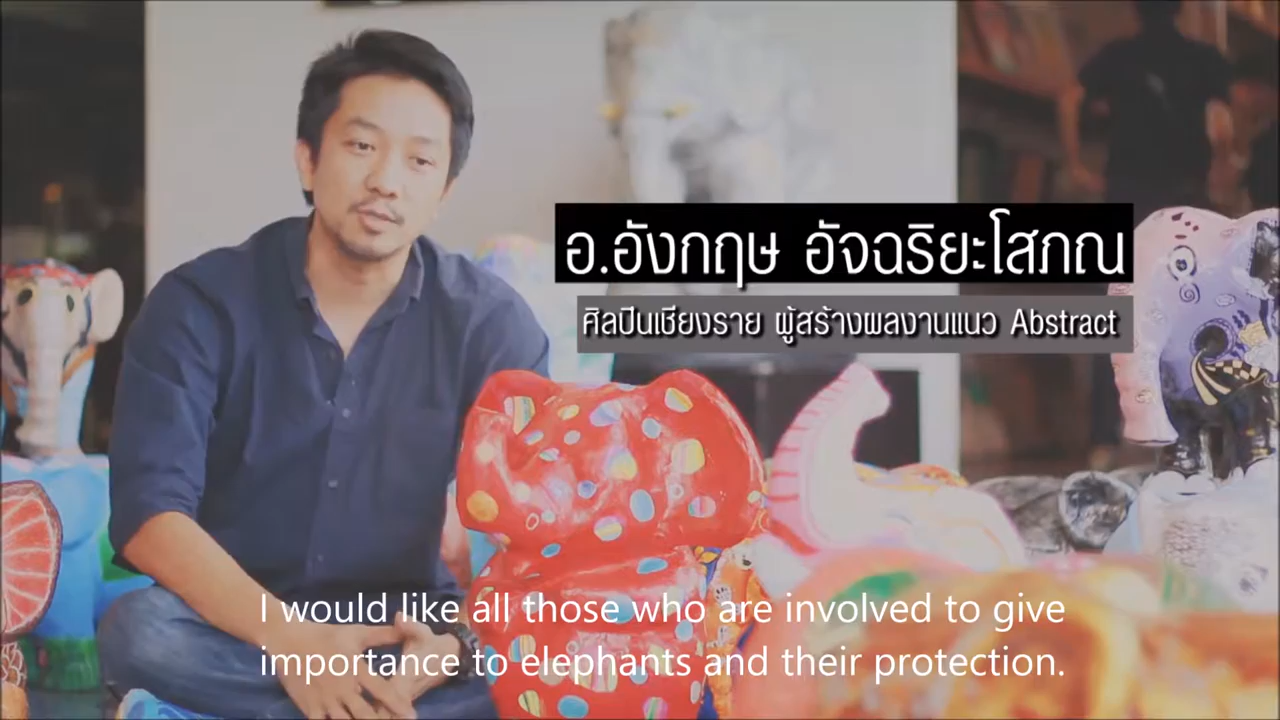 อ.อังกฤษ อัจฉริยะโสภณ
ศิลปินเชียงราย ผู้สร้างผลงานแนว Abstract
I would like all those who are involved to give
importance to elephants and their protection.